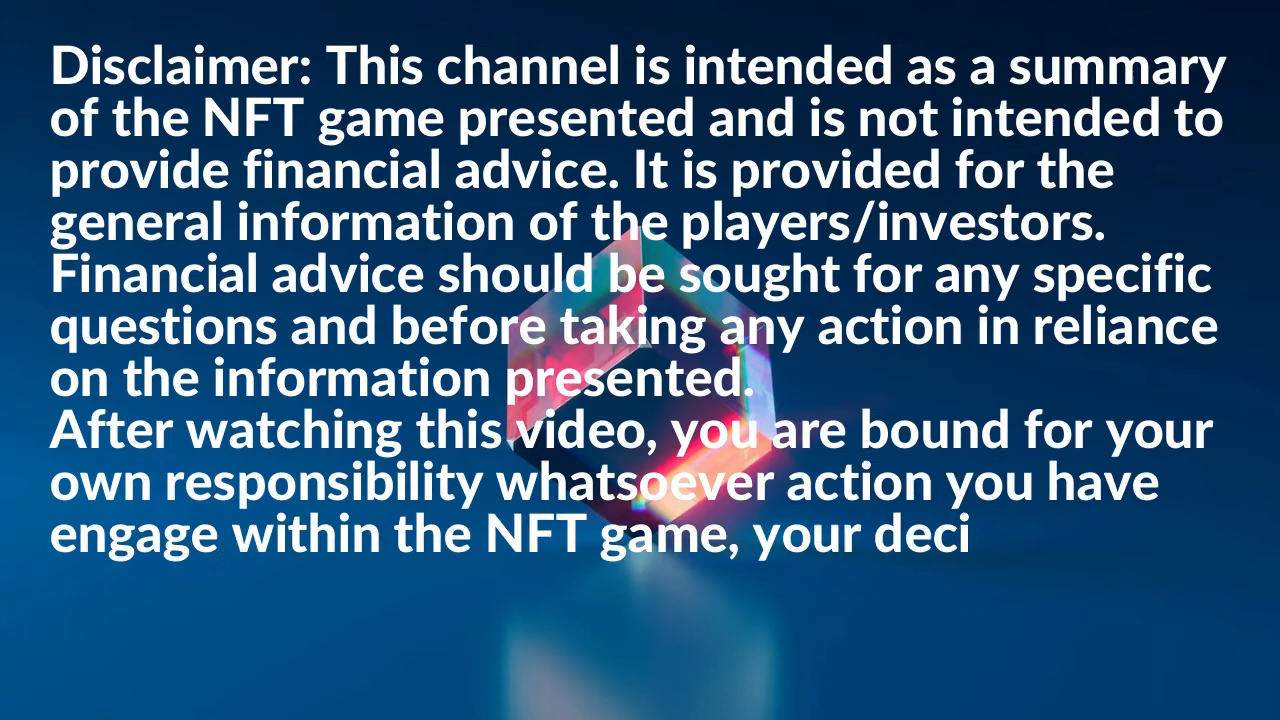 Disclaimer: This channel is intended as a summary
of the NFT game presented and is not intended to
provide financial advice. It is provided for the
general information of the players/investors.
Financial advice should be sought for any specific
questions and before taking any action in reliance
on the information presented.
After watching this video, you are bound for your
own responsibility whatsoever action you have
engage within the NFT game, your deci